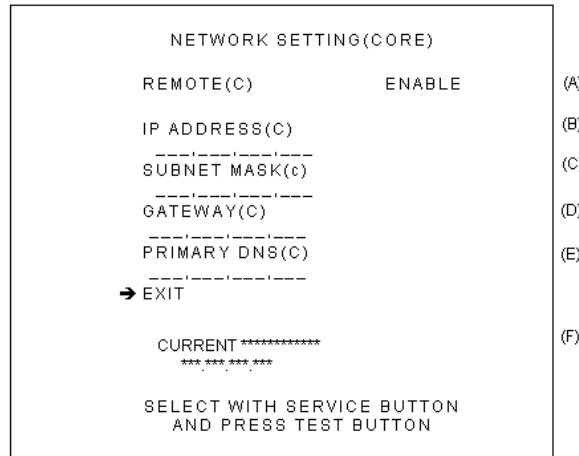 NETWORK SETTING(CORE)
REMOTE(C) ENABLE (A)
IP ADDRESS(C) (B)
___.___.___.___
SUBNET MASK(c) (C)
___.___.___.___
GATEWAY(C) (D)
___.___.___.___
PRIMARY DNS(C) (E)
___.___.___.___
➔ EXIT
CURRENT ************ (F)
***.***.***.***
SELECT WITH SERVICE BUTTON
AND PRESS TEST BUTTON